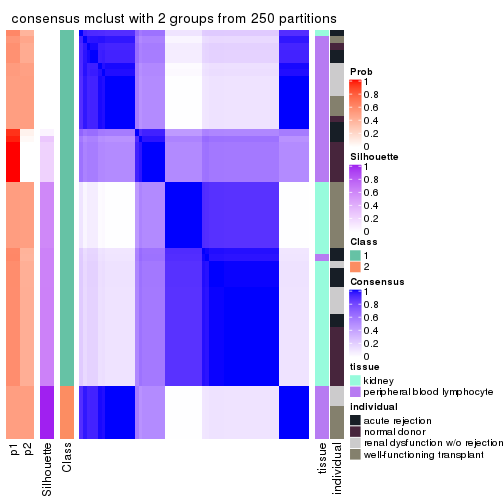 consensus mclust with 2 groups from 250 partitions
Prob
1
0.8
0.6
0.4
0.2
0
Silhouette
1
0.8
0.6
0.4
0.2
0
Class
1
2
Consensus
1
0.8
0.6
0.4
0.2
0
tissue
kidney
peripheral blood lymphocyte
individual
acute rejection
normal donor
renal dysfunction w/o rejection
well-functioning transplant
p1
p2
Silhouette
Class
tissue
individual